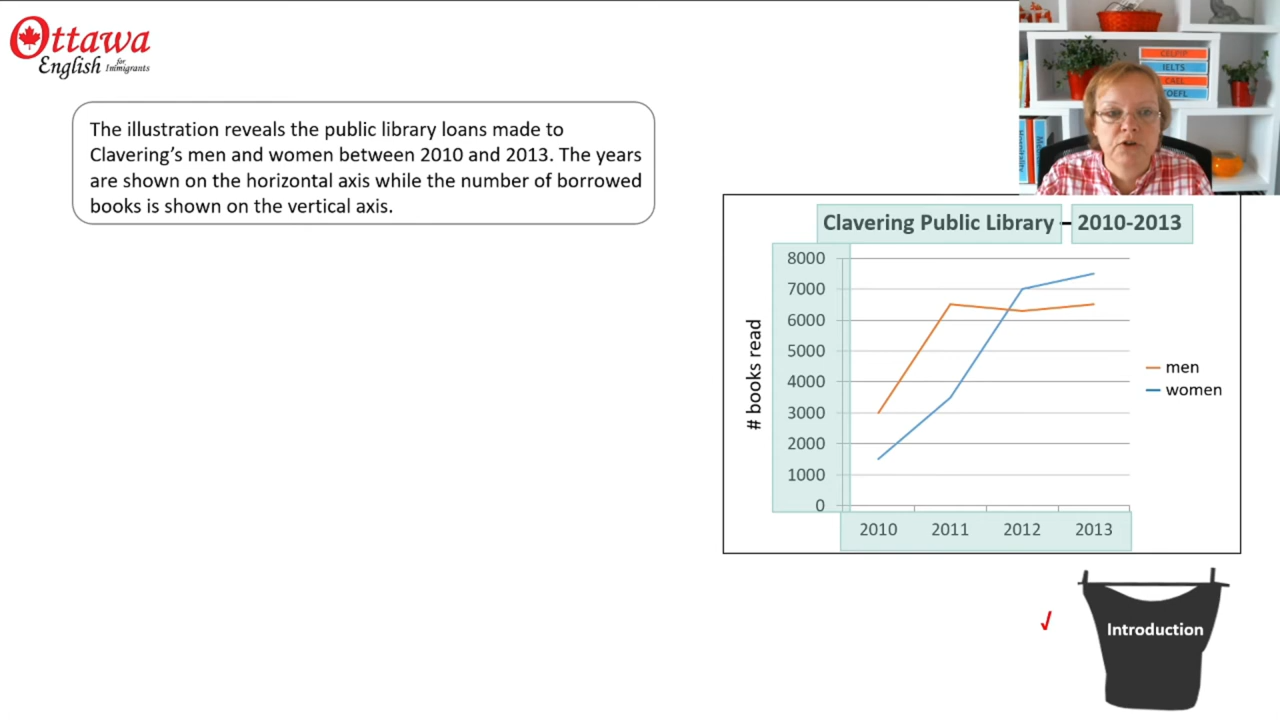 Ottawa
English for Immigrants
CELPIP
IELTS
CAEL
TOEFL
The illustration reveals the public library loans made to
Clavering's men and women between 2010 and 2013. The years
are shown on the horizontal axis while the number of borrowed
books is shown on the vertical axis.
Clavering Public Library – 2010-2013
# books read
8000
7000
6000
5000
4000
3000
2000
1000
0
2010 2011 2012 2013
men
women
√
Introduction